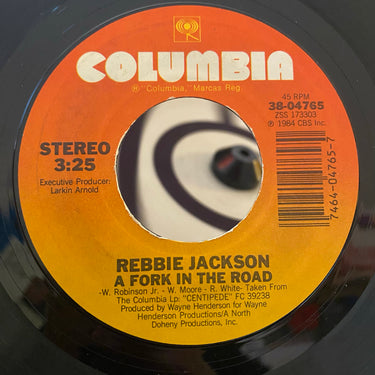 COLUMBIA
® "Columbia," Marcas Reg.
45 RPM
38-04765
ZSS 173303
℗ 1984 CBS Inc.
STEREO
3:25
Executive Producer:
Larkin Arnold
7464-04765-7
REBBIE JACKSON
A FORK IN THE ROAD
-W. Robinson Jr. - W. Moore - R. White- Taken From
The Columbia Lp: "CENTIPEDE" FC 39238
Produced by Wayne Henderson for Wayne
Henderson Productions/A North
Doheny Productions, Inc.